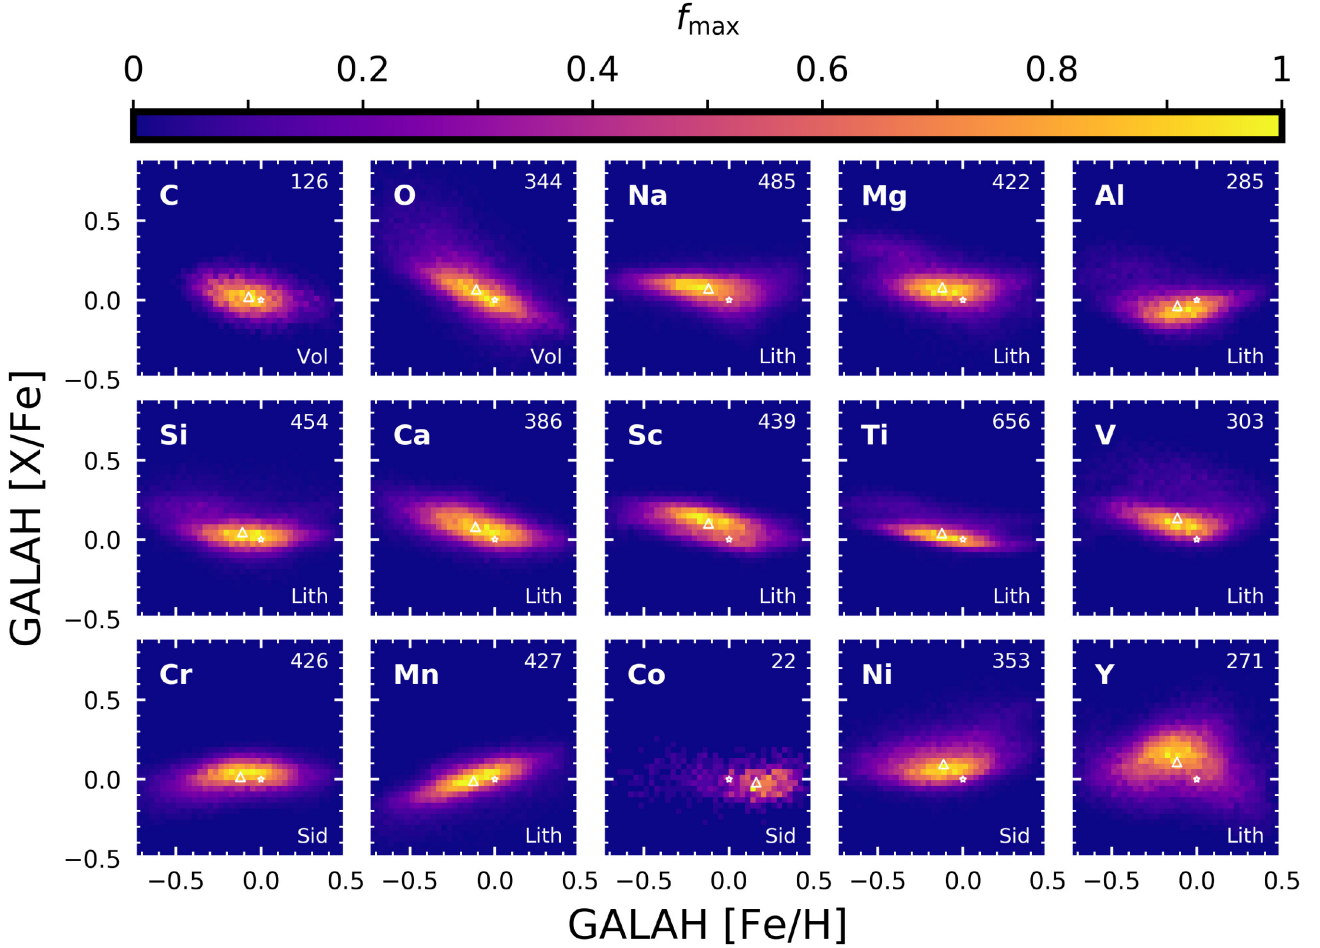 fmax
0 0.2 0.4 0.6 0.8 1
C 126 O 344 Na 485 Mg 422 Al 285
0.5
0.0
Vol Vol Lith Lith Lith
−0.5
Si 454 Ca 386 Sc 439 Ti 656 V 303
0.5
0.0
Lith Lith Lith Lith Lith
−0.5
Cr 426 Mn 427 Co 22 Ni 353 Y 271
0.5
0.0
Sid Lith Sid Sid Lith
−0.5
−0.5 0.0 0.5 −0.5 0.0 0.5 −0.5 0.0 0.5 −0.5 0.0 0.5 −0.5 0.0 0.5
GALAH [X/Fe]
GALAH [Fe/H]